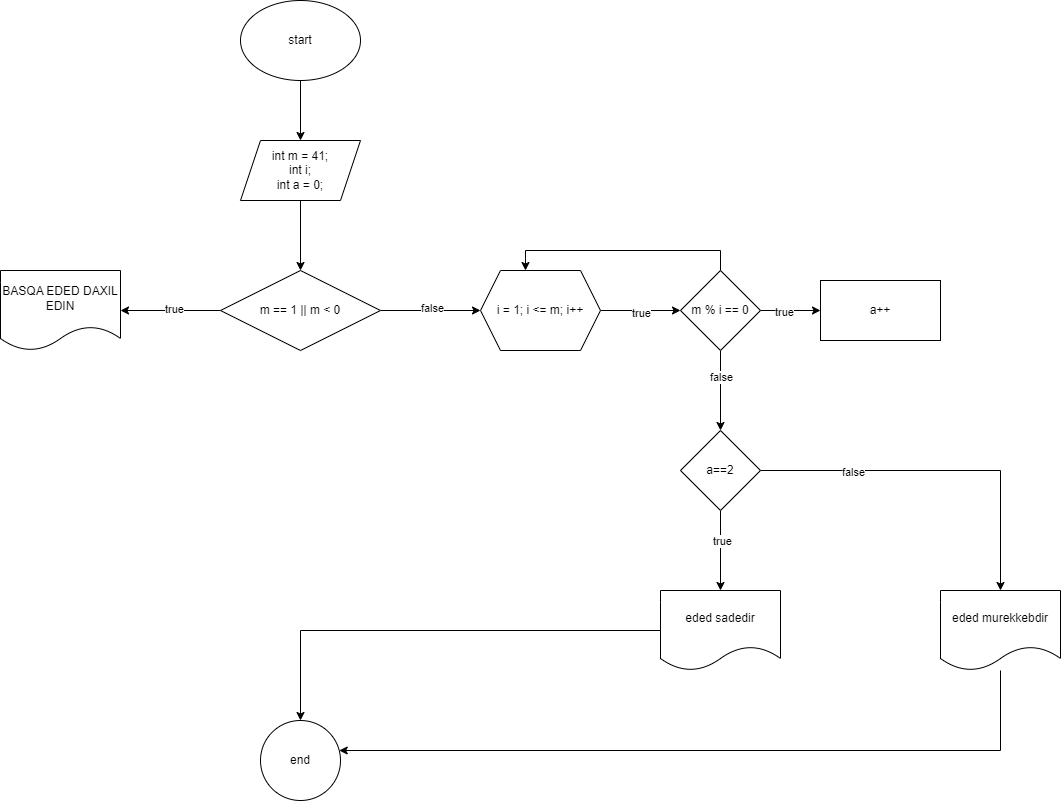 start
int m = 41;
int i;
int a = 0;
BASQA EDED DAXIL
EDIN
true
m == 1 || m < 0
false
i = 1; i <= m; i++
true
m % i == 0
true
a++
false
a==2
false
true
eded sadedir
eded murekkebdir
end